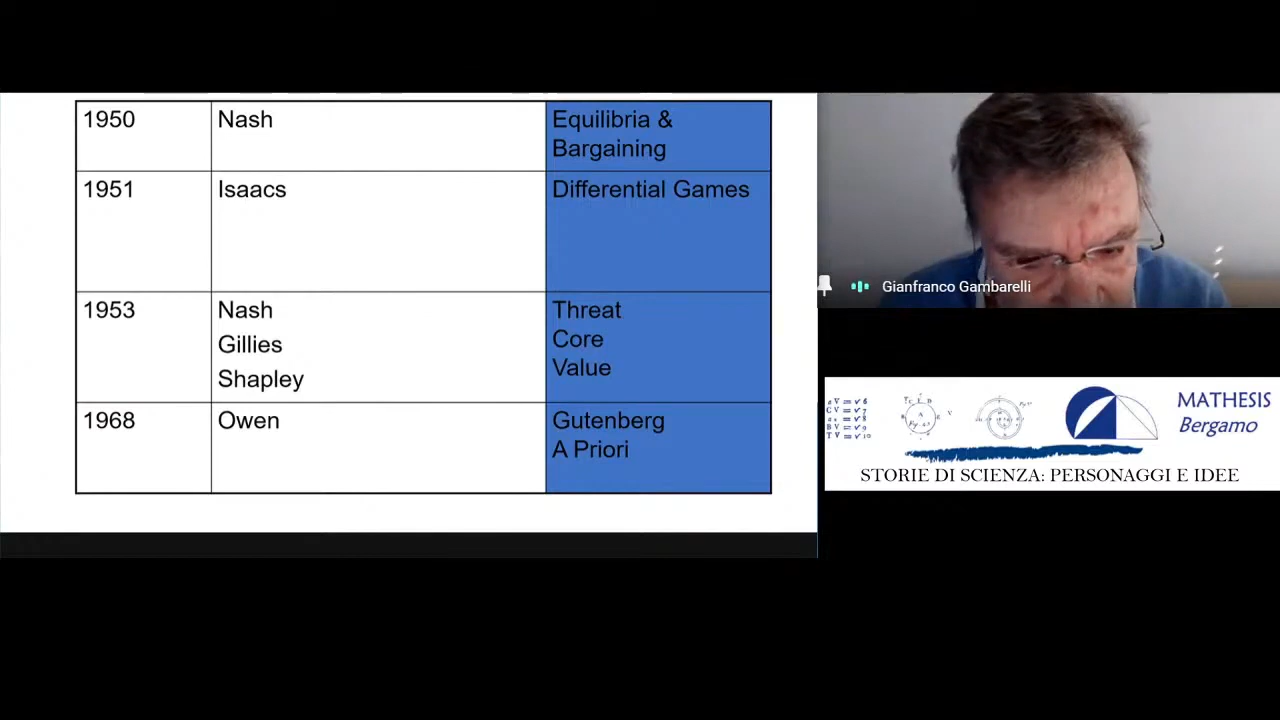 1950
Nash
Equilibria &
Bargaining
1951
Isaacs
Differential Games
1953
Nash
Gillies
Shapley
Threat
Core
Value
1968
Owen
Gutenberg
A Priori
Gianfranco Gambarelli
MATHESIS
Bergamo
STORIE DI SCIENZA: PERSONAGGI E IDEE